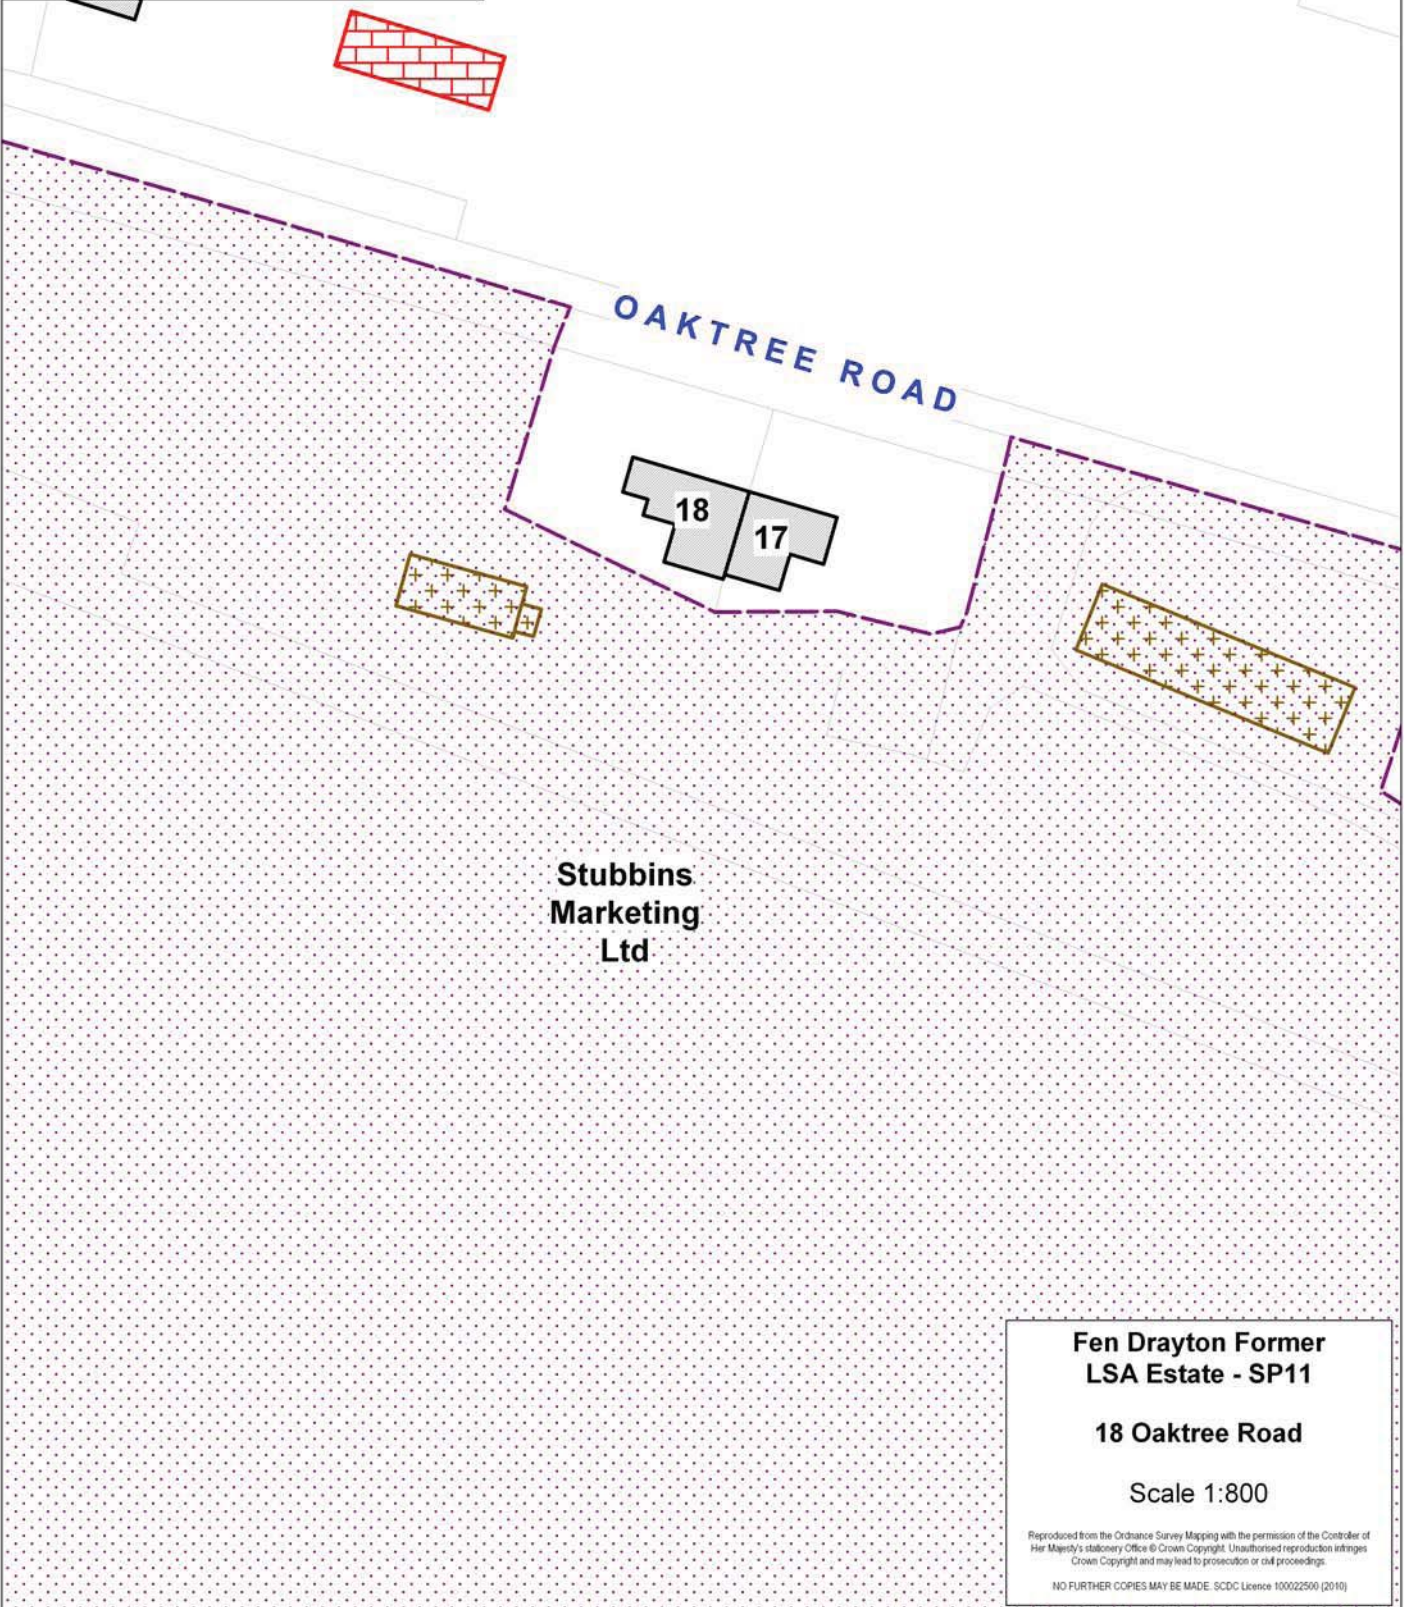 OAKTREE ROAD
18
17
Stubbins
Marketing
Ltd
Fen Drayton Former
LSA Estate - SP11
18 Oaktree Road
Scale 1:800
Reproduced from the Ordnance Survey Mapping with the permission of the Controller of
Her Majesty's stationery Office © Crown Copyright. Unauthorised reproduction infringes
Crown Copyright and may lead to prosecution or civil proceedings.
NO FURTHER COPIES MAY BE MADE. SCDC Licence 100022500 (2010)